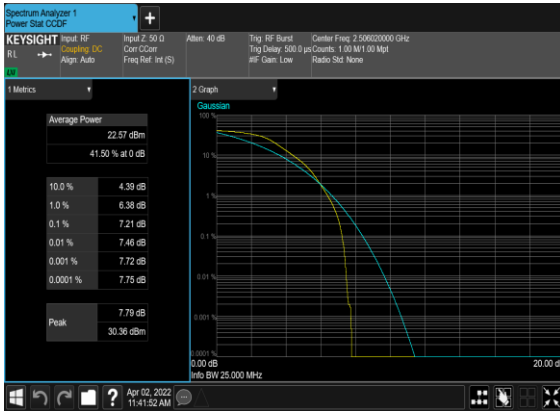 Spectrum Analyzer 1
Power Stat CCDF
KEYSIGHT
RL
Input: RF
Coupling: DC
Align: Auto
Input Z: 50 Ω
Corr CCorr
Freq Ref: Int (S)
Atten: 40 dB
Trig: RF Burst
Trig Delay: 500.0 µs
#IF Gain: Low
Center Freq: 2.506020000 GHz
Counts: 1.00 M/1.00 Mpt
Radio Std: None
1 Metrics
Average Power
22.57 dBm
41.50 % at 0 dB
10.0 % 4.39 dB
1.0 % 6.38 dB
0.1 % 7.21 dB
0.01 % 7.46 dB
0.001 % 7.72 dB
0.0001 % 7.75 dB
Peak
7.79 dB
30.36 dBm
2 Graph
Gaussian
100 %
10 %
1 %
0.1 %
0.01 %
0.001 %
0.0001 %
0.00 dB
20.00 d
Info BW 25.000 MHz
?
Apr 02, 2022
11:41:52 AM